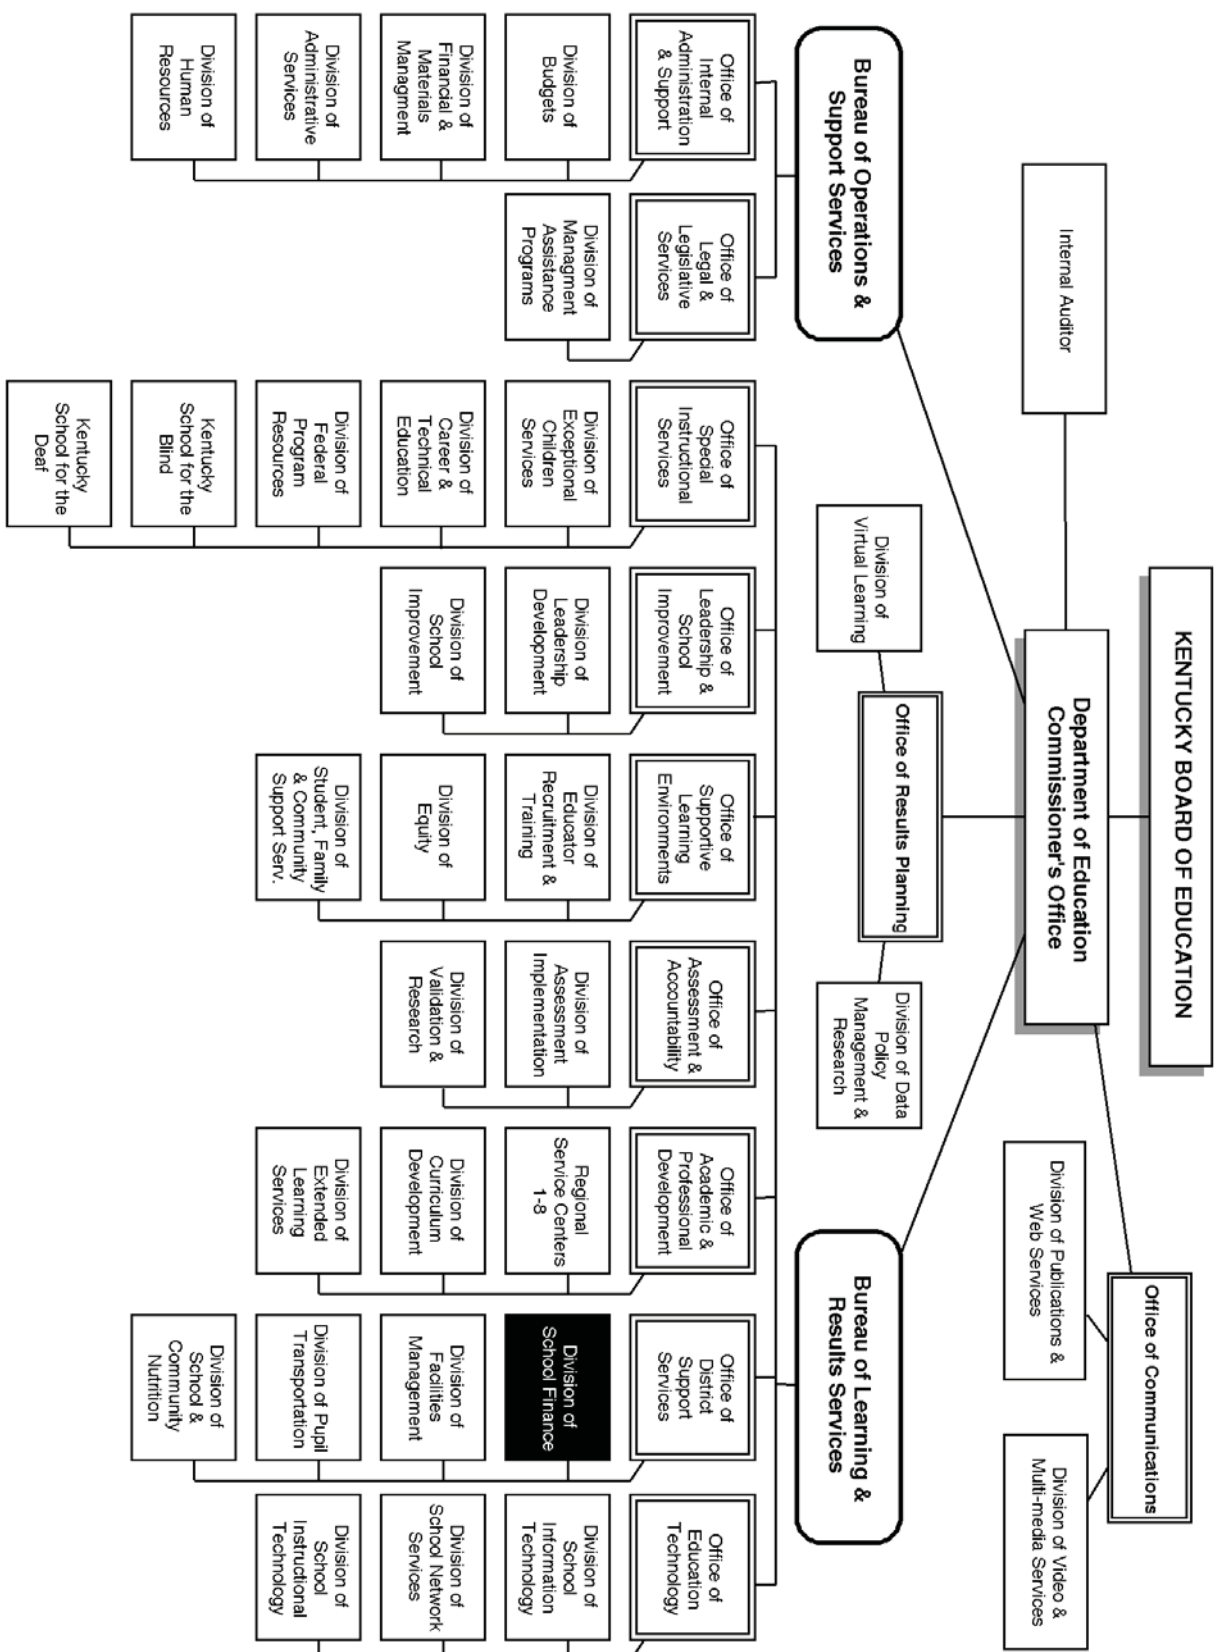 KENTUCKY BOARD OF EDUCATION
Department of Education
Commissioner's Office
Internal Auditor
Office of Communications
Division of Publications &
Web Services
Division of Video &
Multi-media Services
Office of Results Planning
Division of
Virtual Learning
Division of Data
Policy
Management &
Research
Bureau of Operations &
Support Services
Bureau of Learning &
Results Services
Office of
Internal
Administration
& Support
Division of
Budgets
Division of
Financial &
Materials
Managment
Division of
Administrative
Services
Division of
Human
Resources
Office of
Legal &
Legislative
Services
Division of
Managment
Assistance
Programs
Office of
Special
Instructional
Services
Division of
Exceptional
Children
Services
Division of
Career &
Technical
Education
Division of
Federal
Program
Resources
Kentucky
School for the
Blind
Kentucky
School for the
Deaf
Office of
Leadership &
School
Improvement
Division of
Leadership
Development
Division of
School
Improvement
Office of
Supportive
Learning
Environments
Division of
Educator
Recruitment &
Training
Division of
Equity
Division of
Student, Family
& Community
Support Serv.
Office of
Assessment &
Accountability
Division of
Assessment
Implementation
Division of
Validation &
Research
Office of
Academic &
Professional
Development
Regional
Service Centers
1-8
Division of
Curriculum
Development
Division of
Extended
Learning
Services
Office of
District
Support
Services
Division of
School Finance
Division of
Facilities
Management
Division of Pupil
Transportation
Division of
School &
Community
Nutrition
Office of
Education
Technology
Division of
School
Information
Technology
Division of
School Network
Services
Division of
School
Instructional
Technology